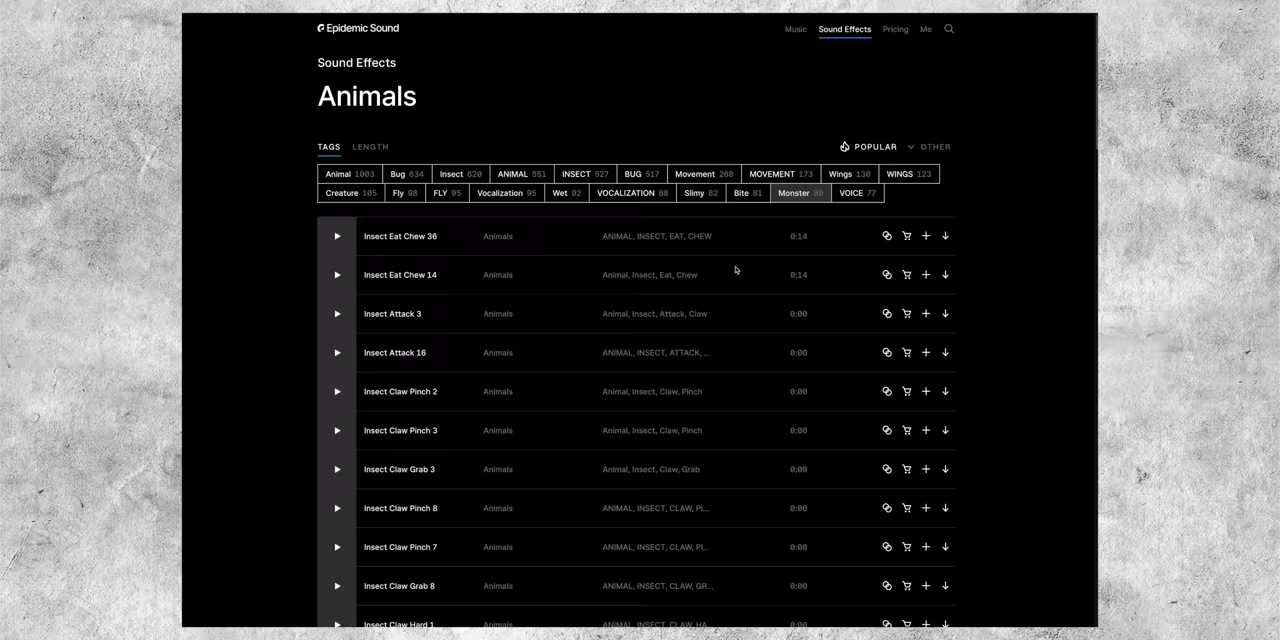 Epidemic Sound
Music Sound Effects Pricing Me
Sound Effects
Animals
TAGS LENGTH POPULAR OTHER
Animal 1003 Bug 634 Insect 620 ANIMAL 551 INSECT 527 BUG 517 Movement 268 MOVEMENT 173 Wings 130 WINGS 123
Creature 105 Fly 98 FLY 95 Vocalization 95 Wet 92 VOCALIZATION 88 Slimy 82 Bite 81 Monster 80 VOICE 77
Insect Eat Chew 36 Animals ANIMAL, INSECT, EAT, CHEW 0:14
Insect Eat Chew 14 Animals Animal, Insect, Eat, Chew 0:14
Insect Attack 3 Animals Animal, Insect, Attack, Claw 0:00
Insect Attack 16 Animals ANIMAL, INSECT, ATTACK, ... 0:00
Insect Claw Pinch 2 Animals Animal, Insect, Claw, Pinch 0:00
Insect Claw Pinch 3 Animals Animal, Insect, Claw, Pinch 0:00
Insect Claw Grab 3 Animals Animal, Insect, Claw, Grab 0:00
Insect Claw Pinch 8 Animals ANIMAL, INSECT, CLAW, PI... 0:00
Insect Claw Pinch 7 Animals ANIMAL, INSECT, CLAW, PI... 0:00
Insect Claw Grab 8 Animals ANIMAL, INSECT, CLAW, GR... 0:00
Insect Claw Hard 1 Animals ANIMAL, INSECT, CLAW, HA... 0:00